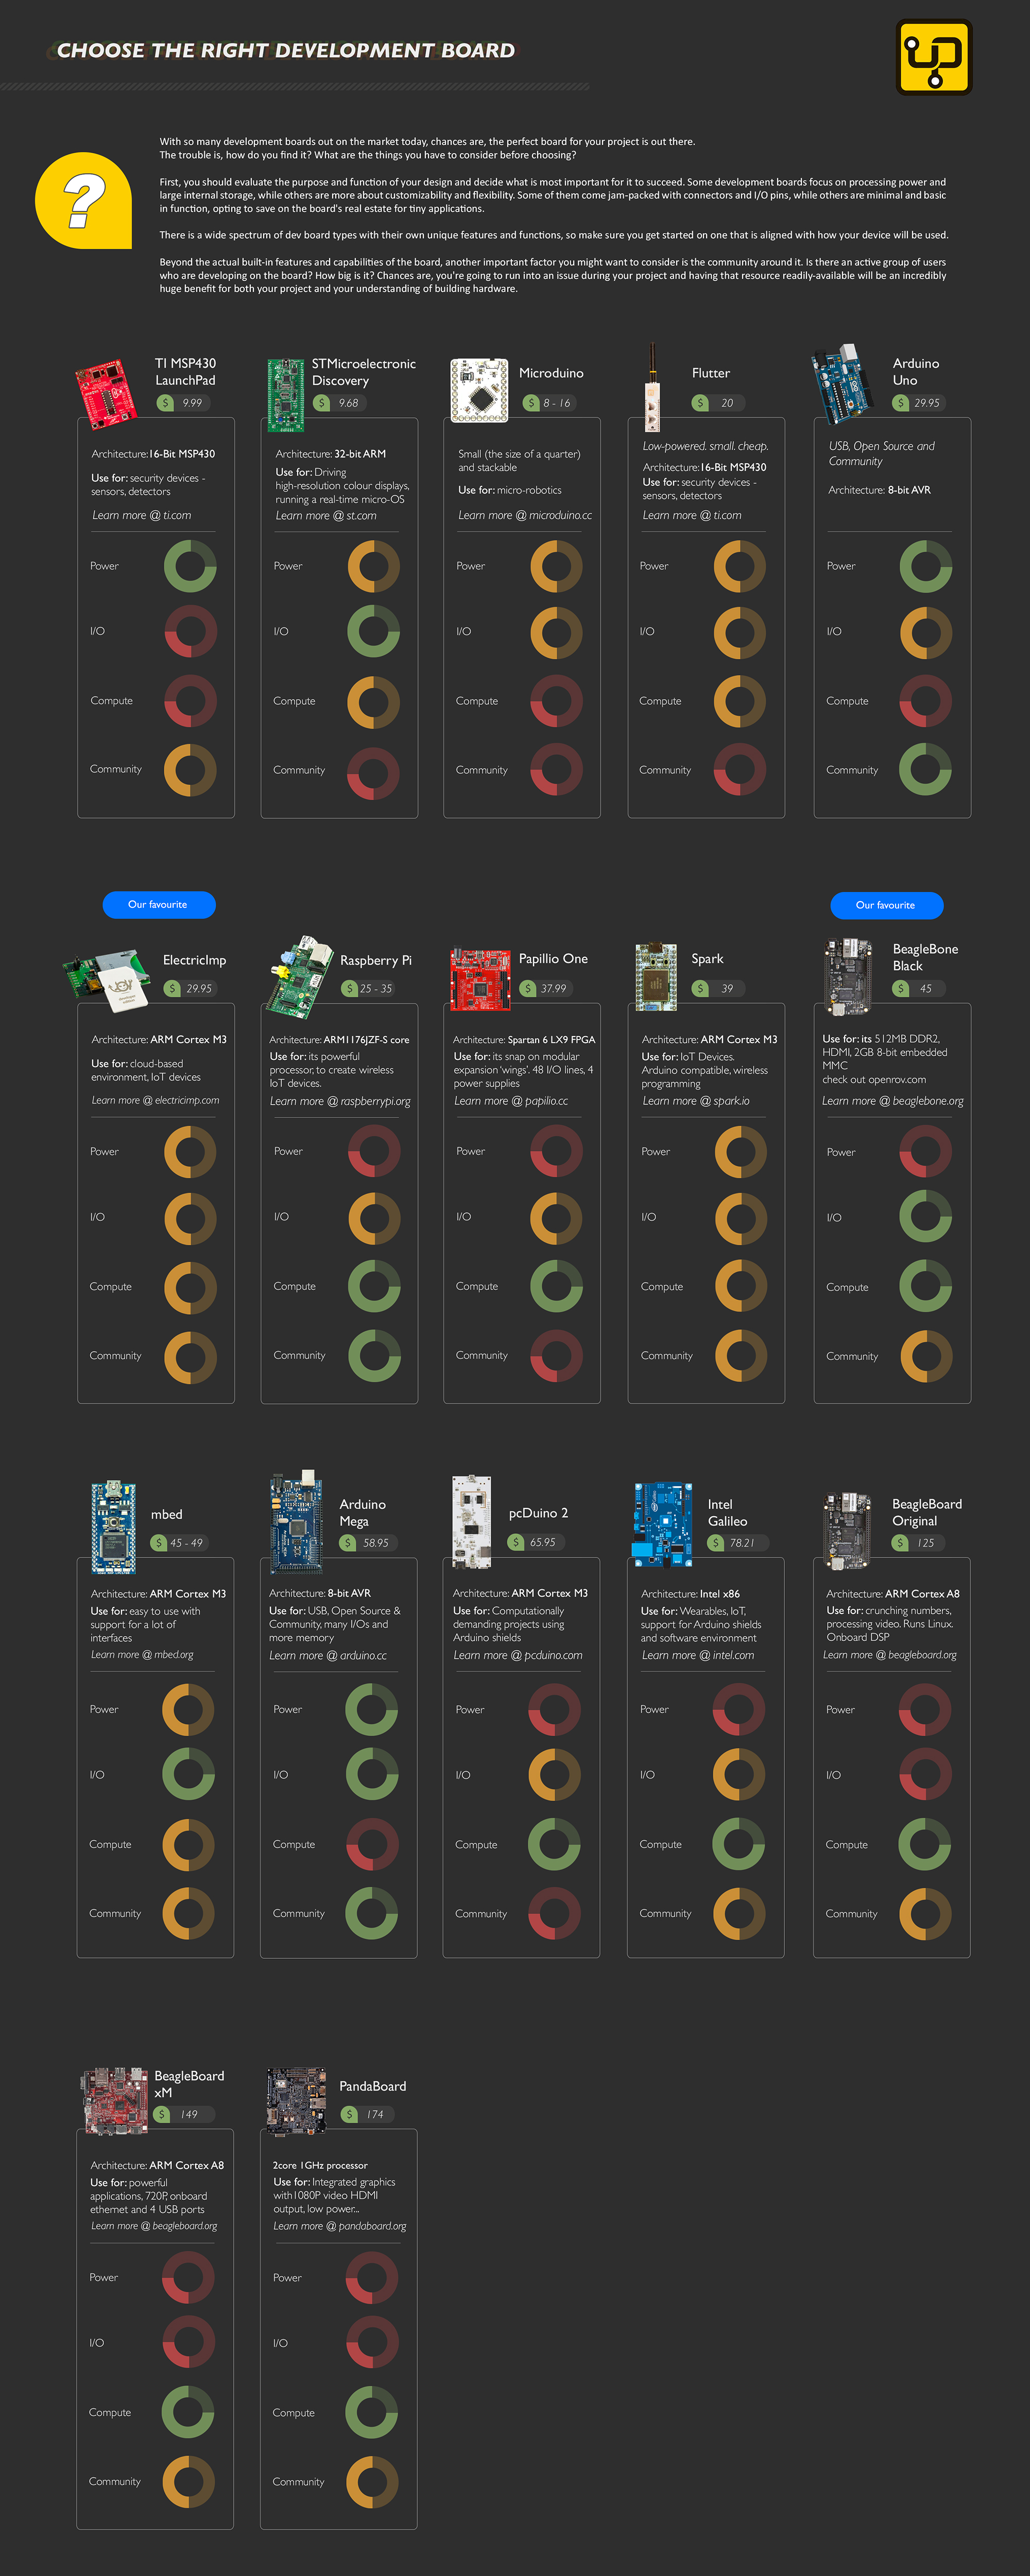 CHOOSE THE RIGHT DEVELOPMENT BOARD
?
With so many development boards out on the market today, chances are, the perfect board for your project is out there.
The trouble is, how do you find it? What are the things you have to consider before choosing?
First, you should evaluate the purpose and function of your design and decide what is most important for it to succeed. Some development boards focus on processing power and
large internal storage, while others are more about customizability and flexibility. Some of them come jam-packed with connectors and I/O pins, while others are minimal and basic
in function, opting to save on the board's real estate for tiny applications.
There is a wide spectrum of dev board types with their own unique features and functions, so make sure you get started on one that is aligned with how your device will be used.
Beyond the actual built-in features and capabilities of the board, another important factor you might want to consider is the community around it. Is there an active group of users
who are developing on the board? How big is it? Chances are, you're going to run into an issue during your project and having that resource readily-available will be an incredibly
huge benefit for both your project and your understanding of building hardware.
TI MSP430
LaunchPad
$ 9.99
Architecture:16-Bit MSP430
Use for: security devices -
sensors, detectors
Learn more @ ti.com
Power
I/O
Compute
Community
STMicroelectronic
Discovery
$ 9.68
Architecture: 32-bit ARM
Use for: Driving
high-resolution colour displays,
running a real-time micro-OS
Learn more @ st.com
Power
I/O
Compute
Community
Microduino
$ 8 - 16
Small (the size of a quarter)
and stackable
Use for: micro-robotics
Learn more @ microduino.cc
Power
I/O
Compute
Community
Flutter
$ 20
Low-powered. small. cheap.
Architecture:16-Bit MSP430
Use for: security devices -
sensors, detectors
Learn more @ ti.com
Power
I/O
Compute
Community
Arduino
Uno
$ 29.95
USB, Open Source and
Community
Architecture: 8-bit AVR
Power
I/O
Compute
Community
Our favourite
ElectricImp
$ 29.95
Architecture: ARM Cortex M3
Use for: cloud-based
environment, IoT devices
Learn more @ electricimp.com
Power
I/O
Compute
Community
Raspberry Pi
$ 25 - 35
Architecture: ARM1176JZF-S core
Use for: its powerful
processor, to create wireless
IoT devices.
Learn more @ raspberrypi.org
Power
I/O
Compute
Community
Papillio One
$ 37.99
Architecture: Spartan 6 LX9 FPGA
Use for: its snap on modular
expansion 'wings'. 48 I/O lines, 4
power supplies
Learn more @ papilio.cc
Power
I/O
Compute
Community
Spark
$ 39
Architecture: ARM Cortex M3
Use for: IoT Devices.
Arduino compatible, wireless
programming
Learn more @ spark.io
Power
I/O
Compute
Community
Our favourite
BeagleBone
Black
$ 45
Use for: its 512MB DDR2,
HDMI, 2GB 8-bit embedded
MMC
check out openrov.com
Learn more @ beaglebone.org
Power
I/O
Compute
Community
mbed
$ 45 - 49
Architecture: ARM Cortex M3
Use for: easy to use with
support for a lot of
interfaces
Learn more @ mbed.org
Power
I/O
Compute
Community
Arduino
Mega
$ 58.95
Architecture: 8-bit AVR
Use for: USB, Open Source &
Community, many I/Os and
more memory
Learn more @ arduino.cc
Power
I/O
Compute
Community
pcDuino 2
$ 65.95
Architecture: ARM Cortex M3
Use for: Computationally
demanding projects using
Arduino shields
Learn more @ pcduino.com
Power
I/O
Compute
Community
Intel
Galileo
$ 78.21
Architecture: Intel x86
Use for: Wearables, IoT,
support for Arduino shields
and software environment
Learn more @ intel.com
Power
I/O
Compute
Community
BeagleBoard
Original
$ 125
Architecture: ARM Cortex A8
Use for: crunching numbers,
processing video. Runs Linux.
Onboard DSP
Learn more @ beagleboard.org
Power
I/O
Compute
Community
BeagleBoard
xM
$ 149
Architecture: ARM Cortex A8
Use for: powerful
applications, 720P, onboard
ethernet and 4 USB ports
Learn more @ beagleboard.org
Power
I/O
Compute
Community
PandaBoard
$ 174
2core 1GHz processor
Use for: Integrated graphics
with1080P video HDMI
output, low power...
Learn more @ pandaboard.org
Power
I/O
Compute
Community